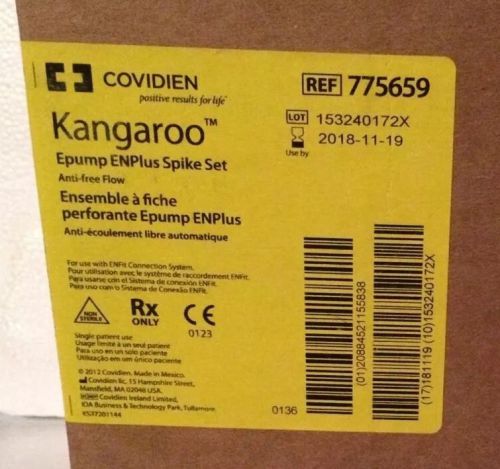 COVIDIEN
positive results for life
Kangaroo™
Epump ENPlus Spike Set
Anti-free Flow
Ensemble à fiche
perforante Epump ENPlus
Anti-écoulement libre automatique
REF 775659
LOT 153240172X
2018-11-19
Use by
For use with ENFit Connection System.
Pour utilisation avec le système de raccordement ENFit.
Para usarse con el Sistema de conexión ENFit.
Para uso com o Sistema de Conexão ENFit.
NON
STERILE
Rx
ONLY
CE
0123
Single patient use
Usage limité à un seul patient
Para uso en un solo paciente
Utilização em um único paciente
© 2012 Covidien. Made in Mexico.
Covidien llc, 15 Hampshire Street,
Mansfield, MA 02048 USA.
Covidien Ireland Limited,
IDA Business & Technology Park, Tullamore.
0136
(01)20884521155838
(17)181119 (10)153240172X